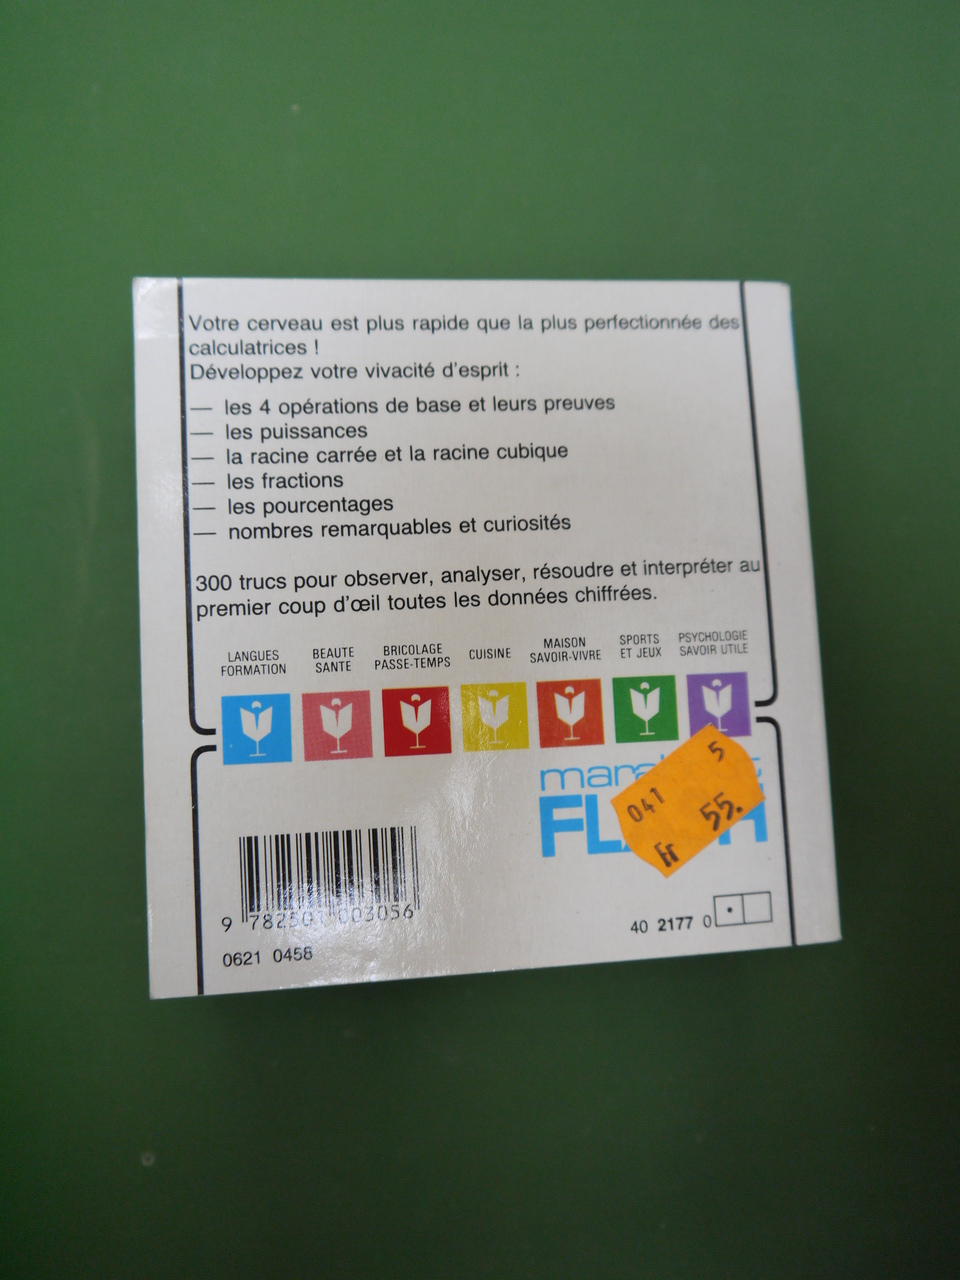 Votre cerveau est plus rapide que la plus perfectionnée des
calculatrices !
Développez votre vivacité d'esprit :
— les 4 opérations de base et leurs preuves
— les puissances
— la racine carrée et la racine cubique
— les fractions
— les pourcentages
— nombres remarquables et curiosités
300 trucs pour observer, analyser, résoudre et interpréter au
premier coup d'œil toutes les données chiffrées.
LANGUES
FORMATION
BEAUTE
SANTE
BRICOLAGE
PASSE-TEMPS
CUISINE
MAISON
SAVOIR-VIVRE
SPORTS
ET JEUX
PSYCHOLOGIE
SAVOIR UTILE
5
041
55.
Fr
9 782501 003056
40 2177 0
0621 0458